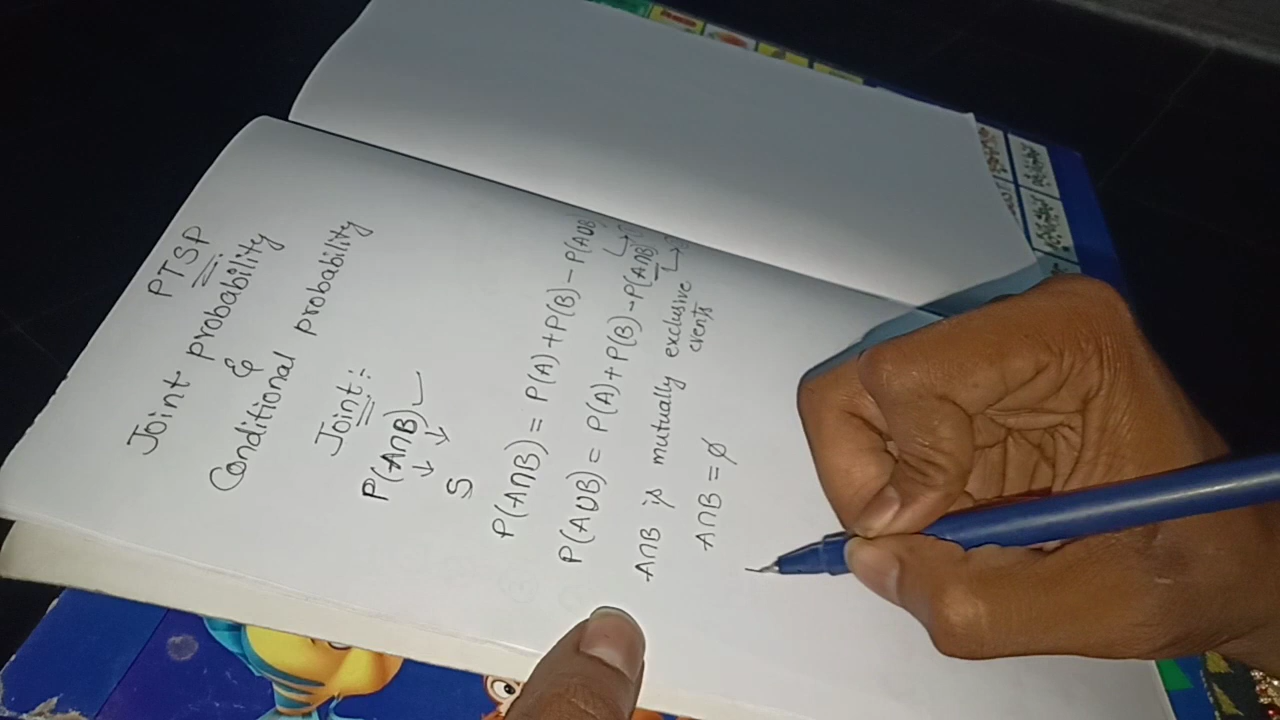 PTSP
Joint probability
&
Conditional probability
Joint:
P(A∩B)
S
P(A∩B) = P(A) + P(B) - P(A∪B)
P(A∪B) = P(A) + P(B) - P(A∩B)
A∩B is mutually exclusive
events
A∩B = ϕ